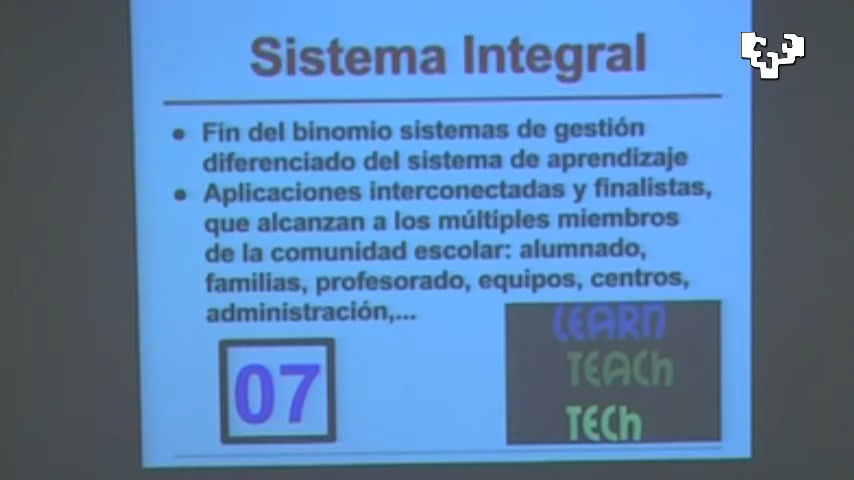 Sistema Integral
● Fin del binomio sistemas de gestión
diferenciado del sistema de aprendizaje
● Aplicaciones interconectadas y finalistas,
que alcanzan a los múltiples miembros
de la comunidad escolar: alumnado,
familias, profesorado, equipos, centros,
administración,...
07
LEARN
TEACh
TECh